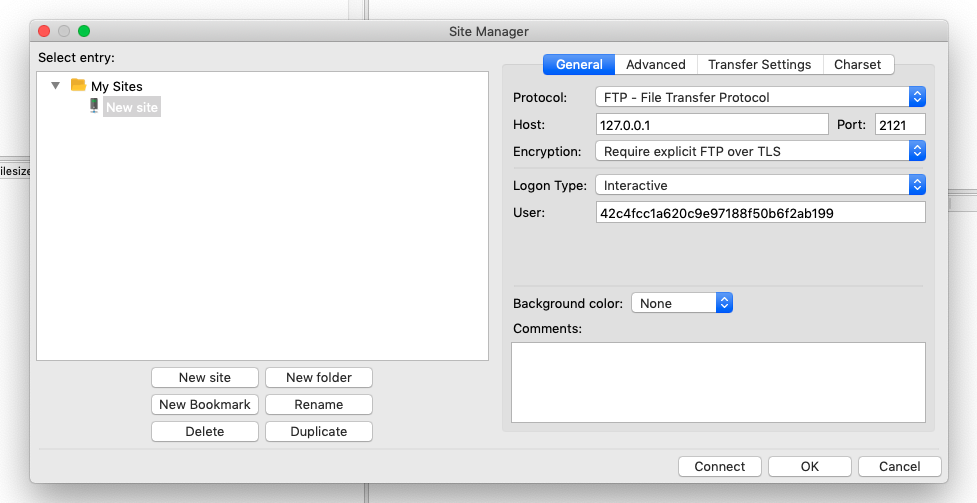 Site Manager
Select entry:
My Sites
New site
ilesize
New site
New folder
New Bookmark
Rename
Delete
Duplicate
General
Advanced
Transfer Settings
Charset
Protocol:
FTP - File Transfer Protocol
Host:
127.0.0.1
Port:
2121
Encryption:
Require explicit FTP over TLS
Logon Type:
Interactive
User:
42c4fcc1a620c9e97188f50b6f2ab199
Background color:
None
Comments:
Connect
OK
Cancel